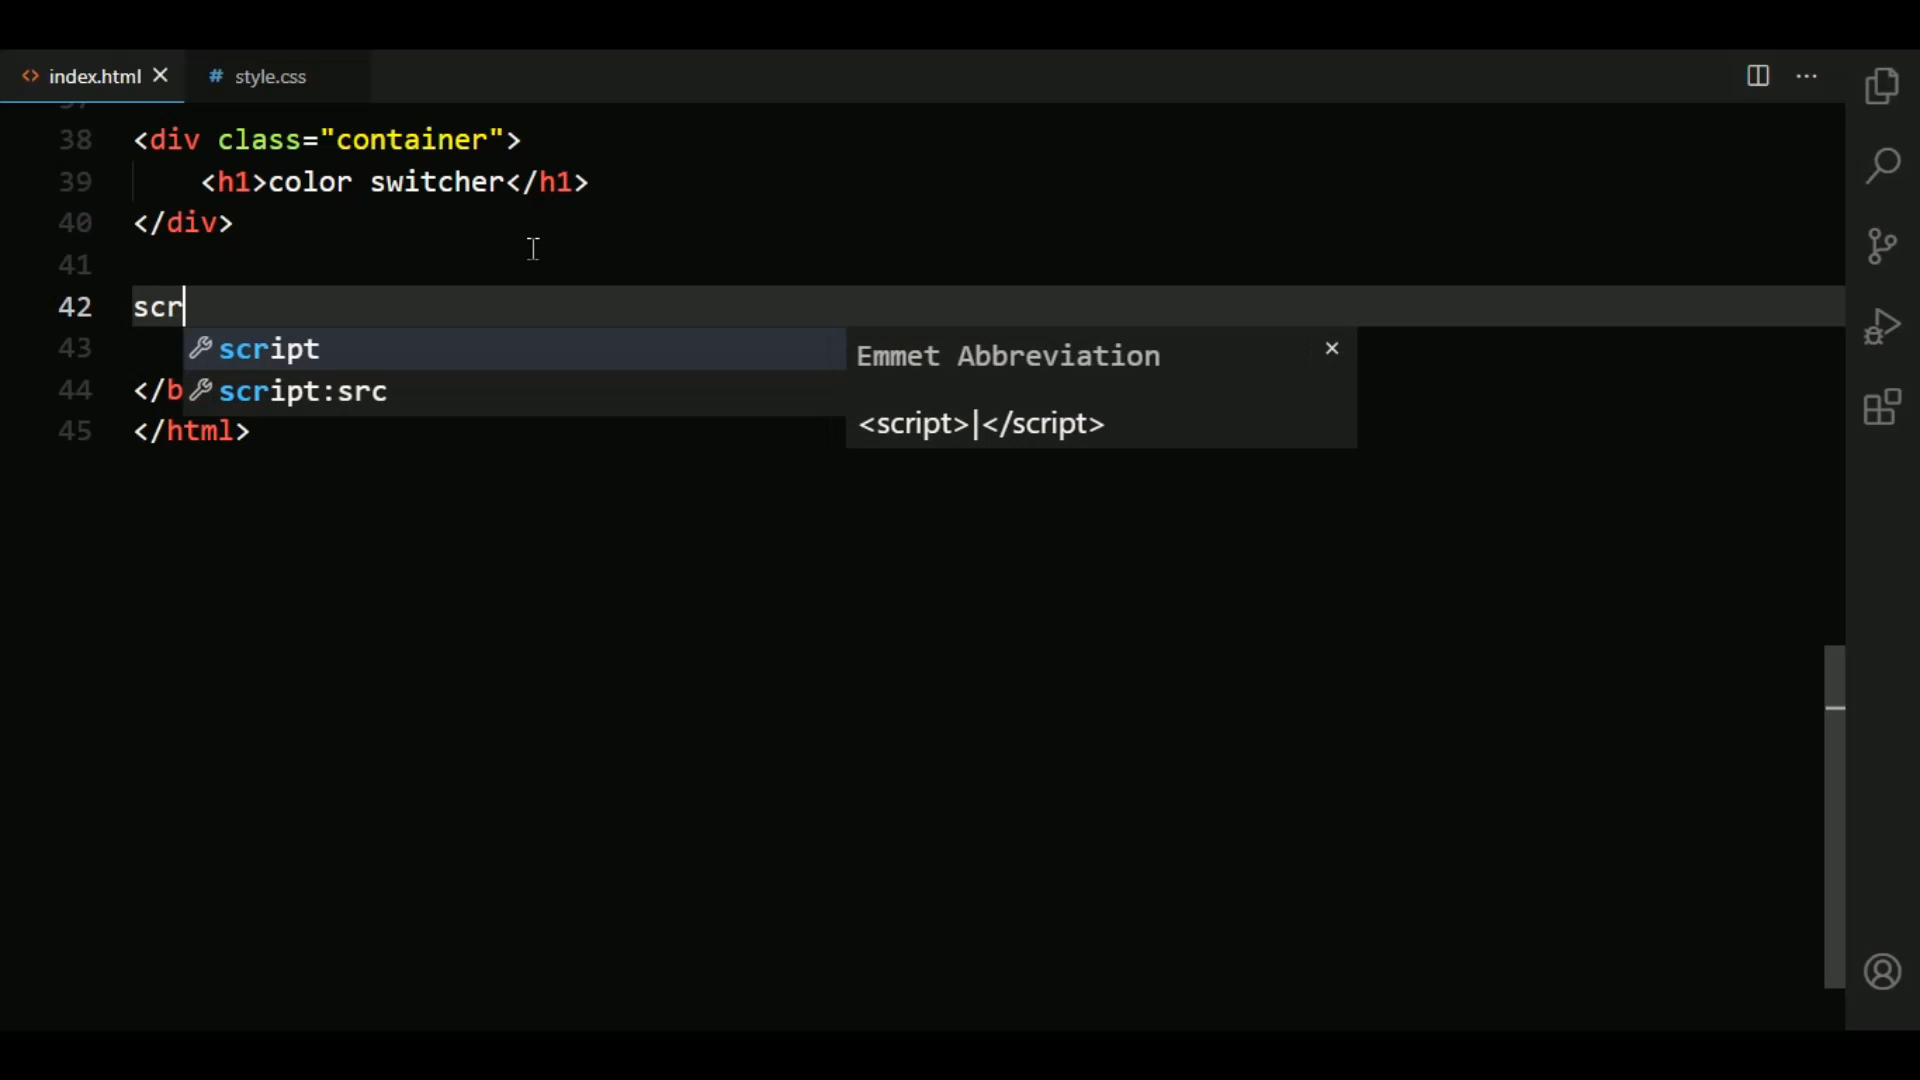 index.html
style.css
37
38 <div class="container">
39 <h1>color switcher</h1>
40 </div>
41
42 scr
script
Emmet Abbreviation
43
44 </b
script:src
<script>|</script>
45 </html>